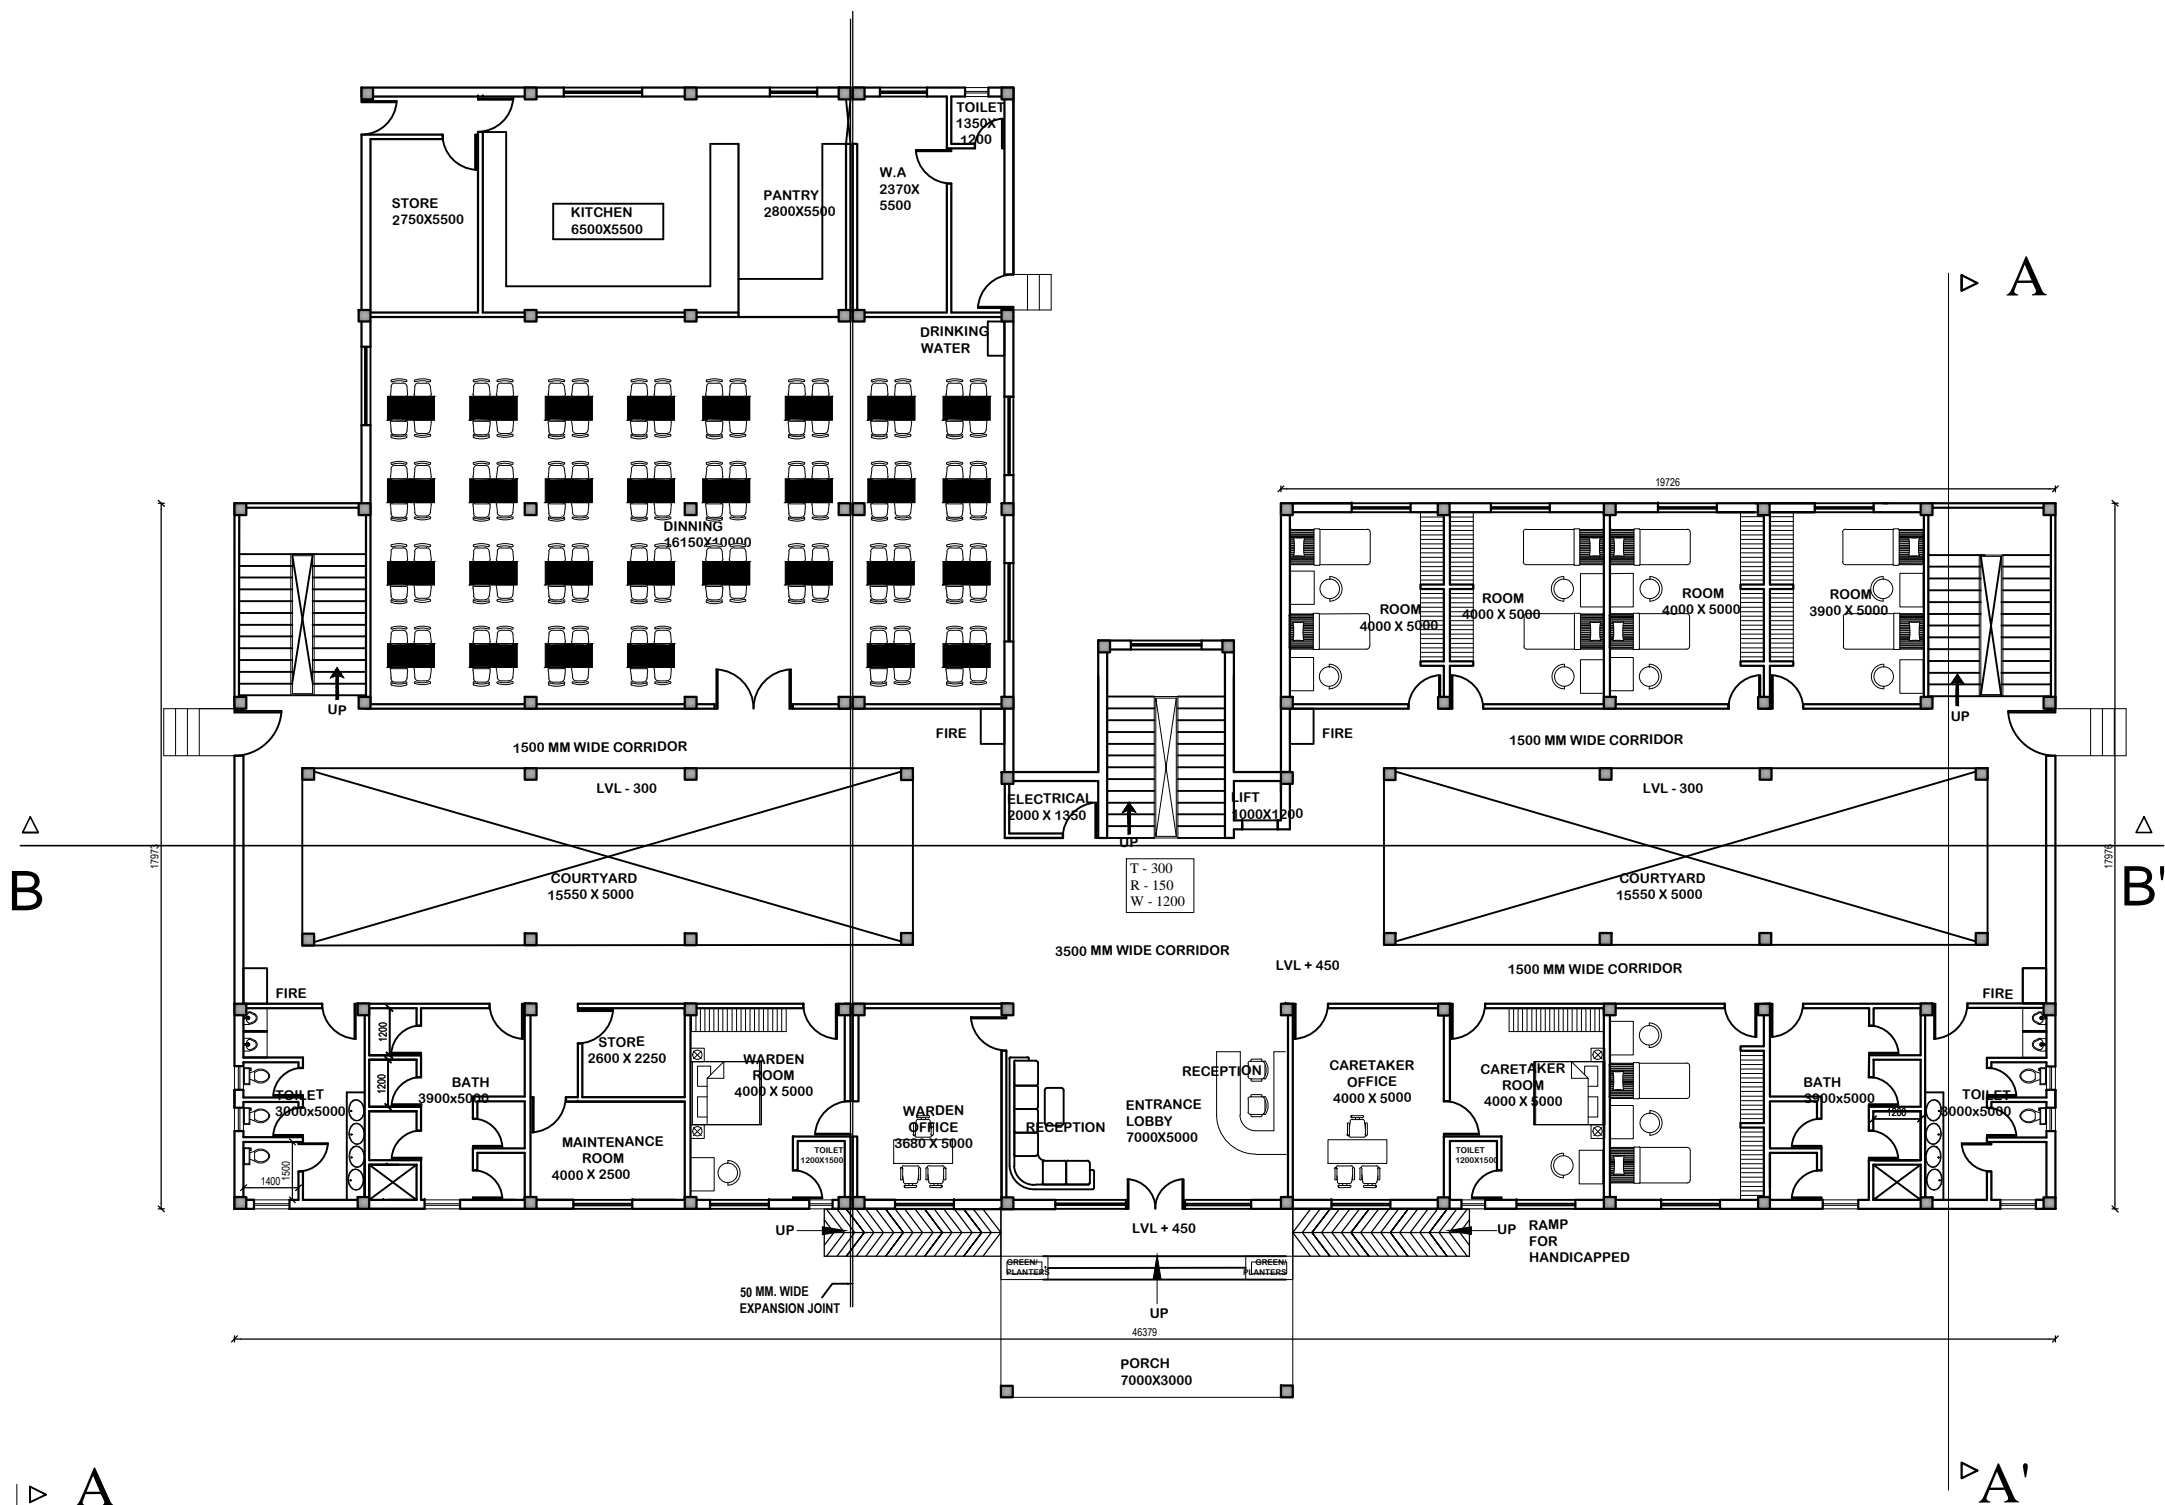 TOILET
1350X
1200
STORE
2750X5500
KITCHEN
6500X5500
PANTRY
2800X5500
W.A
2370X
5500
A
DRINKING
WATER
19726
DINNING
16150X10000
ROOM
4000 X 5000
ROOM
4000 X 5000
ROOM
4000 X 5000
ROOM
3900 X 5000
UP
UP
FIRE
FIRE
1500 MM WIDE CORRIDOR
1500 MM WIDE CORRIDOR
LVL - 300
LVL - 300
ELECTRICAL
2000 X 1350
LIFT
1000X1200
UP
17973
17976
B
B'
T - 300
R - 150
W - 1200
COURTYARD
15550 X 5000
COURTYARD
15550 X 5000
3500 MM WIDE CORRIDOR
LVL + 450
1500 MM WIDE CORRIDOR
FIRE
FIRE
1200
1200
STORE
2600 X 2250
WARDEN
ROOM
4000 X 5000
BATH
3900x5000
TOILET
3000x5000
MAINTENANCE
ROOM
4000 X 2500
1400
1500
TOILET
1200X1500
WARDEN
OFFICE
3680 X 5000
RECEPTION
RECEPTION
ENTRANCE
LOBBY
7000X5000
CARETAKER
OFFICE
4000 X 5000
CARETAKER
ROOM
4000 X 5000
TOILET
1200X1500
BATH
3900x5000
1200
TOILET
3000x5000
UP
LVL + 450
UP
RAMP
FOR
HANDICAPPED
GREEN/
PLANTERS
GREEN/
PLANTERS
50 MM. WIDE
EXPANSION JOINT
UP
46379
PORCH
7000X3000
A
A'